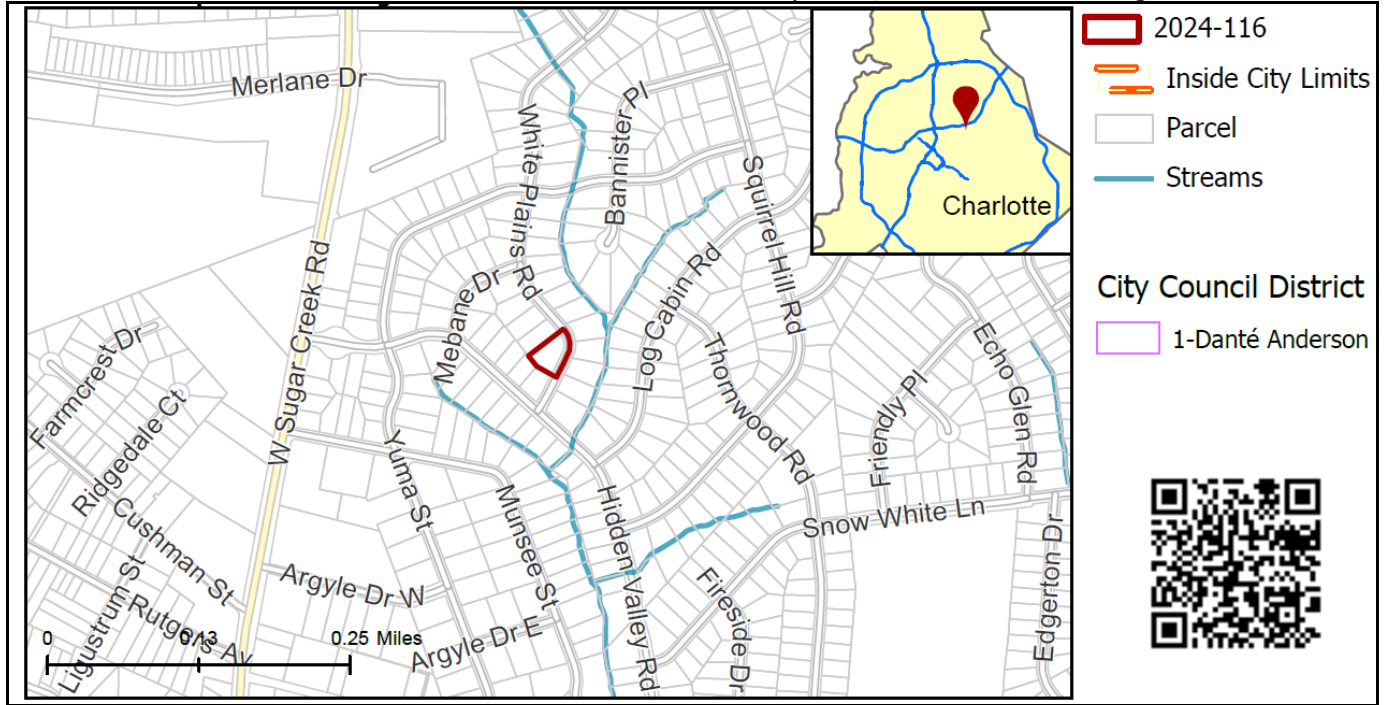 Merlane Dr
White Plains Rd
Bannister Pl
Squirrel Hill Rd
Charlotte
W Sugar Creek Rd
Mebane Dr
Log Cabin Rd
Thornwood Rd
Echo Glen Rd
Friendly Pl
Farmcrest Dr
Ridgedale Ct
Cushman St
Yuma St
Munsee St
Hidden Valley Rd
Snow White Ln
Edgerton Dr
Fireside Dr
Argyle Dr W
Argyle Dr E
Ligustrum St
Rutgers Av
0 0.13 0.25 Miles
2024-116
Inside City Limits
Parcel
Streams
City Council District
1-Danté Anderson